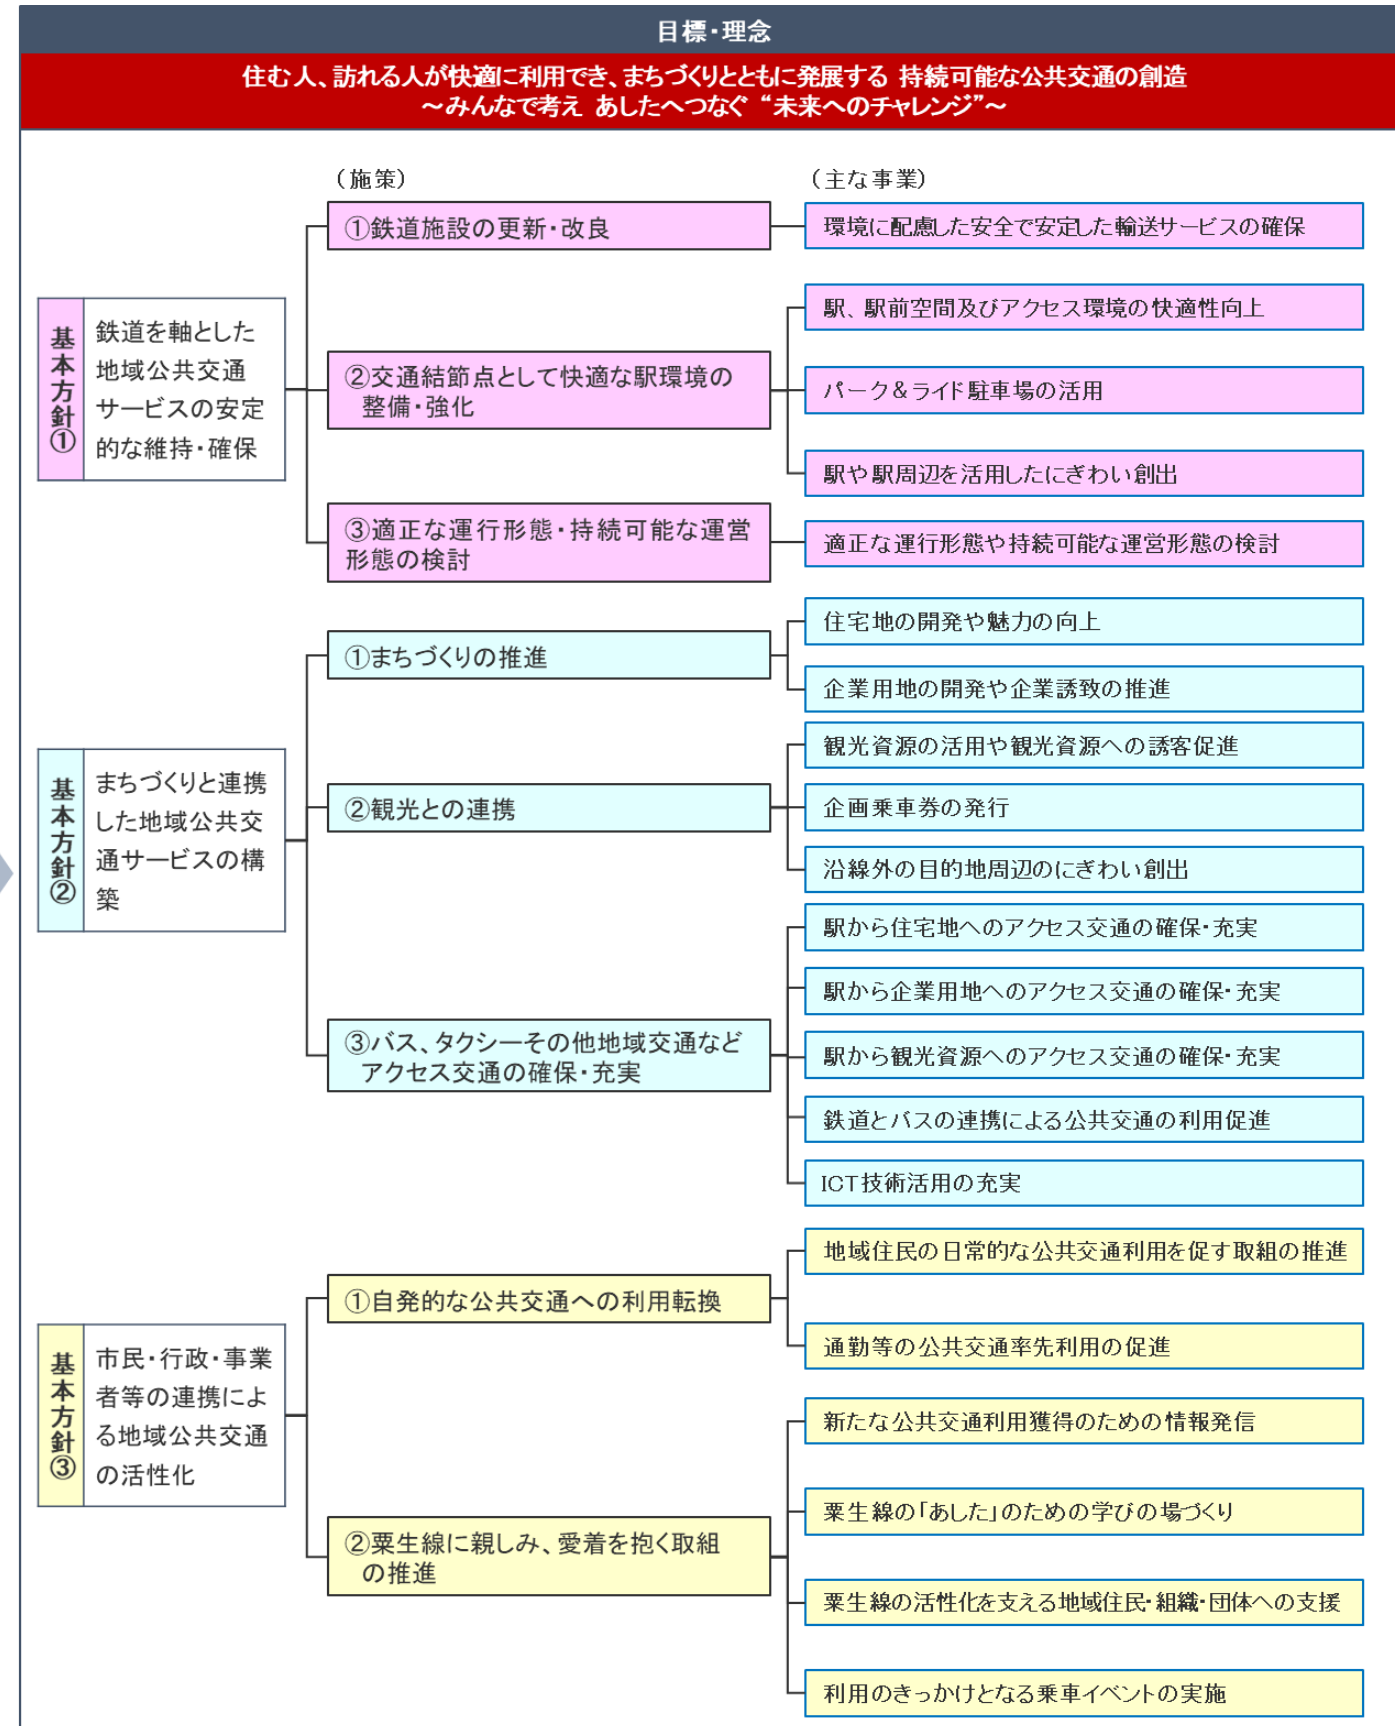 目標・理念
住む人、訪れる人が快適に利用でき、まちづくりとともに発展する 持続可能な公共交通の創造
～みんなで考え あしたへつなぐ “未来へのチャレンジ”～
（施策）
（主な事業）
基本方針①
鉄道を軸とした
地域公共交通
サービスの安定
的な維持・確保
①鉄道施設の更新・改良
環境に配慮した安全で安定した輸送サービスの確保
②交通結節点として快適な駅環境の
整備・強化
駅、駅前空間及びアクセス環境の快適性向上
パーク＆ライド駐車場の活用
駅や駅周辺を活用したにぎわい創出
③適正な運行形態・持続可能な運営
形態の検討
適正な運行形態や持続可能な運営形態の検討
基本方針②
まちづくりと連携
した地域公共交
通サービスの構
築
①まちづくりの推進
住宅地の開発や魅力の向上
企業用地の開発や企業誘致の推進
②観光との連携
観光資源の活用や観光資源への誘客促進
企画乗車券の発行
沿線外の目的地周辺のにぎわい創出
③バス、タクシーその他地域交通など
アクセス交通の確保・充実
駅から住宅地へのアクセス交通の確保・充実
駅から企業用地へのアクセス交通の確保・充実
駅から観光資源へのアクセス交通の確保・充実
鉄道とバスの連携による公共交通の利用促進
ICT技術活用の充実
基本方針③
市民・行政・事業
者等の連携によ
る地域公共交通
の活性化
①自発的な公共交通への利用転換
地域住民の日常的な公共交通利用を促す取組の推進
通勤等の公共交通率先利用の促進
②粟生線に親しみ、愛着を抱く取組
の推進
新たな公共交通利用獲得のための情報発信
粟生線の「あした」のための学びの場づくり
粟生線の活性化を支える地域住民・組織・団体への支援
利用のきっかけとなる乗車イベントの実施